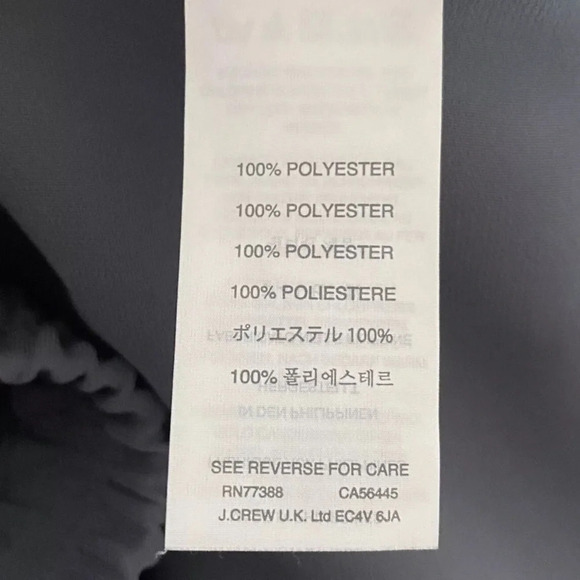 100% POLYESTER
100% POLYESTER
100% POLYESTER
100% POLIESTERE
ポリエステル 100%
100% 폴리에스테르
SEE REVERSE FOR CARE
RN77388 CA56445
J.CREW U.K. Ltd EC4V 6JA